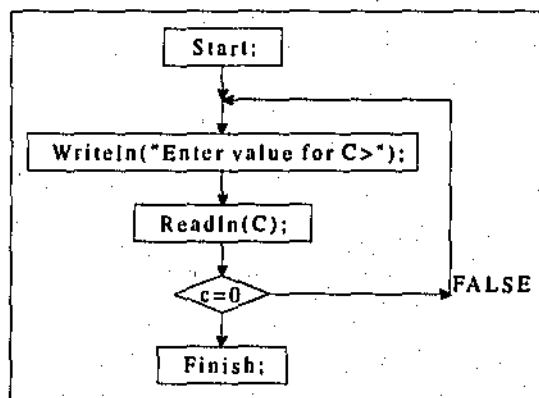 Start;
Writeln("Enter value for C>");
Readln(C);
c=0
FALSE
Finish;